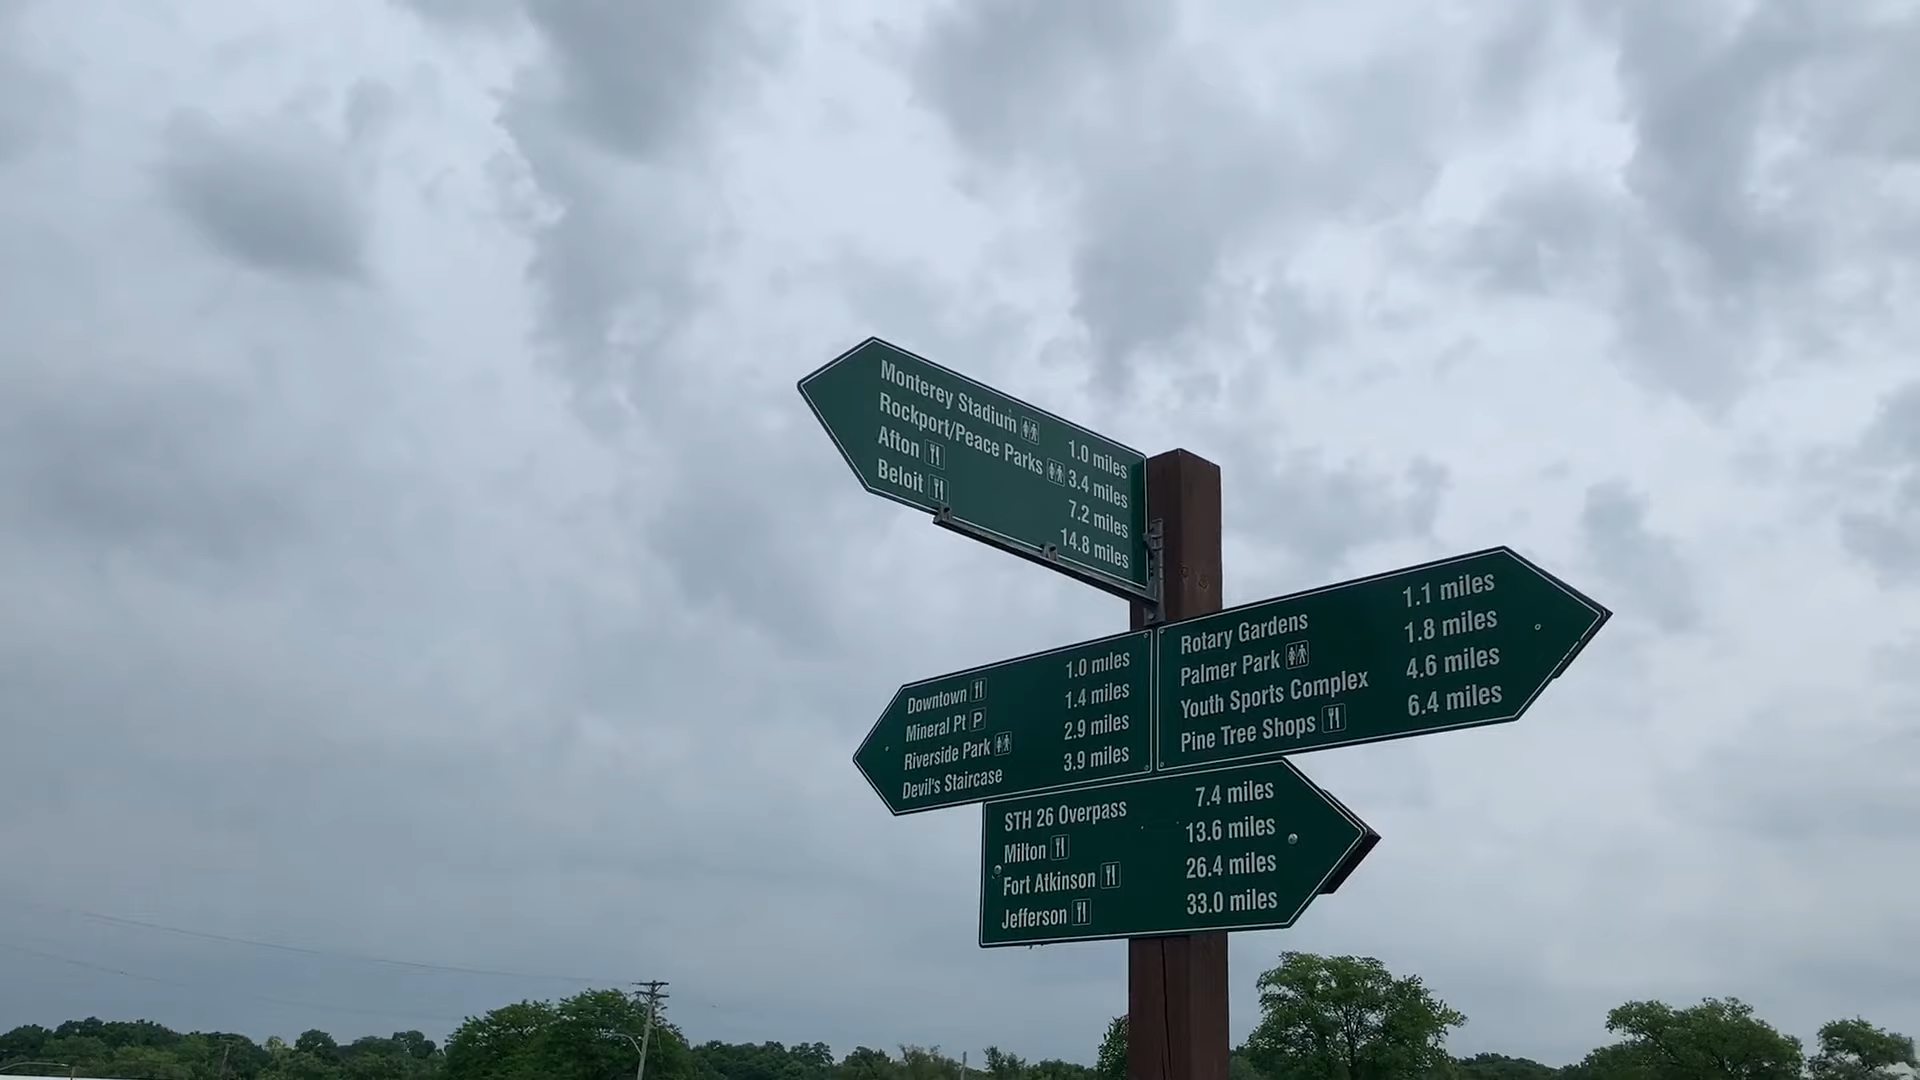 Monterey Stadium 1.0 miles
Rockport/Peace Parks 3.4 miles
Afton 7.2 miles
Beloit 14.8 miles
Downtown 1.0 miles
Mineral Pt P 1.4 miles
Riverside Park 2.9 miles
Devil's Staircase 3.9 miles
Rotary Gardens 1.1 miles
Palmer Park 1.8 miles
Youth Sports Complex 4.6 miles
Pine Tree Shops 6.4 miles
STH 26 Overpass 7.4 miles
Milton 13.6 miles
Fort Atkinson 26.4 miles
Jefferson 33.0 miles